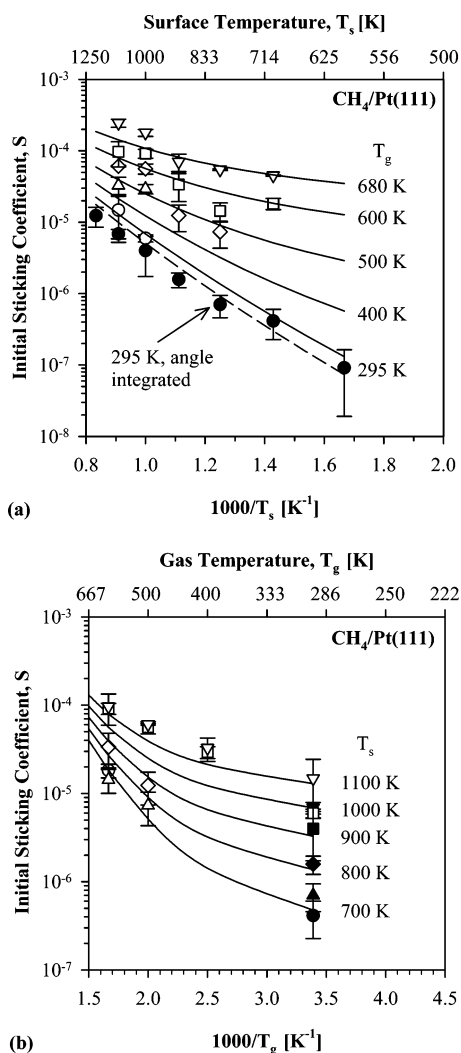 Surface Temperature, Ts [K]
1250 1000 833 714 625 556 500
10-3
10-4
10-5
10-6
10-7
10-8
Initial Sticking Coefficient, S
CH4/Pt(111)
Tg
680 K
600 K
500 K
400 K
295 K
295 K, angle
integrated
0.8 1.0 1.2 1.4 1.6 1.8 2.0
1000/Ts [K-1]
(a)
Gas Temperature, Tg [K]
667 500 400 333 286 250 222
10-3
10-4
10-5
10-6
10-7
Initial Sticking Coefficient, S
CH4/Pt(111)
Ts
1100 K
1000 K
900 K
800 K
700 K
1.5 2.0 2.5 3.0 3.5 4.0 4.5
1000/Tg [K-1]
(b)